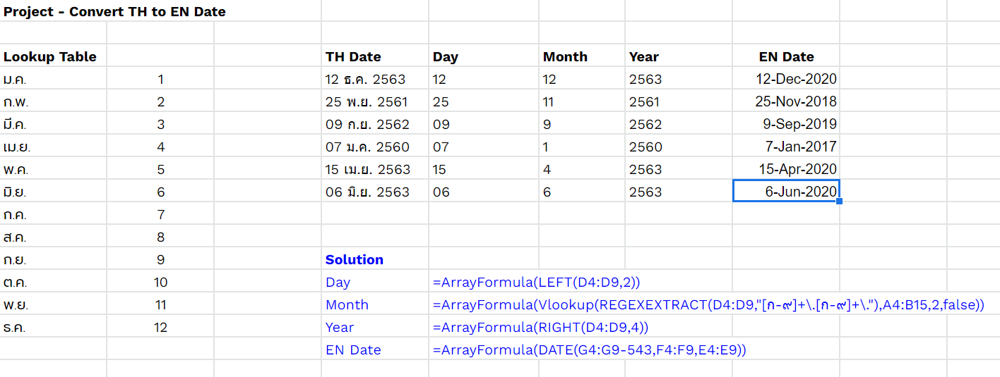 Project - Convert TH to EN Date
Lookup Table TH Date Day Month Year EN Date
ม.ค. 1 12 ธ.ค. 2563 12 12 2563 12-Dec-2020
ก.พ. 2 25 พ.ย. 2561 25 11 2561 25-Nov-2018
มี.ค. 3 09 ก.ย. 2562 09 9 2562 9-Sep-2019
เม.ย. 4 07 ม.ค. 2560 07 1 2560 7-Jan-2017
พ.ค. 5 15 เม.ย. 2563 15 4 2563 15-Apr-2020
มิ.ย. 6 06 มิ.ย. 2563 06 6 2563 6-Jun-2020
ก.ค. 7
ส.ค. 8
ก.ย. 9 Solution
ต.ค. 10 Day =ArrayFormula(LEFT(D4:D9,2))
พ.ย. 11 Month =ArrayFormula(Vlookup(REGEXEXTRACT(D4:D9,"[ก-๙]+\.[ก-๙]+\."),A4:B15,2,false))
ธ.ค. 12 Year =ArrayFormula(RIGHT(D4:D9,4))
EN Date =ArrayFormula(DATE(G4:G9-543,F4:F9,E4:E9))